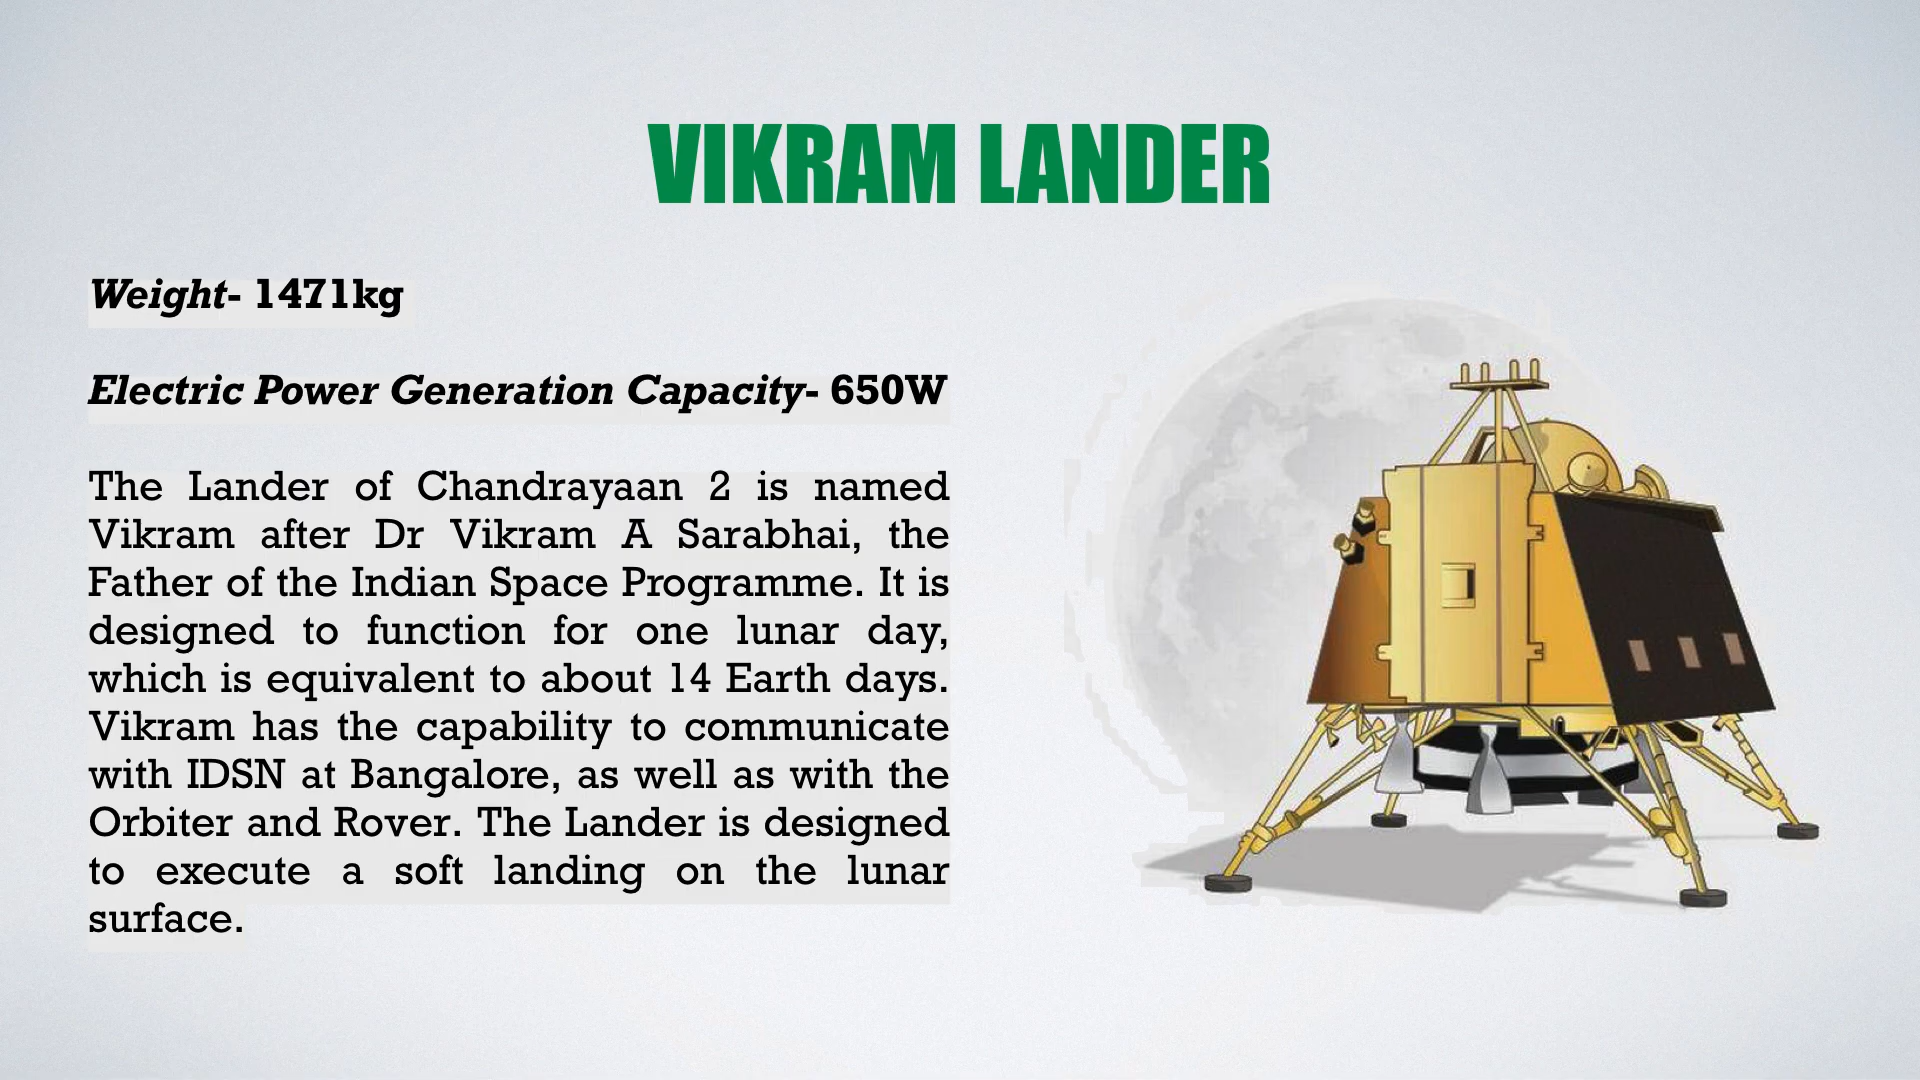 VIKRAM LANDER
Weight- 1471kg
Electric Power Generation Capacity- 650W
The Lander of Chandrayaan 2 is named
Vikram after Dr Vikram A Sarabhai, the
Father of the Indian Space Programme. It is
designed to function for one lunar day,
which is equivalent to about 14 Earth days.
Vikram has the capability to communicate
with IDSN at Bangalore, as well as with the
Orbiter and Rover. The Lander is designed
to execute a soft landing on the lunar
surface.